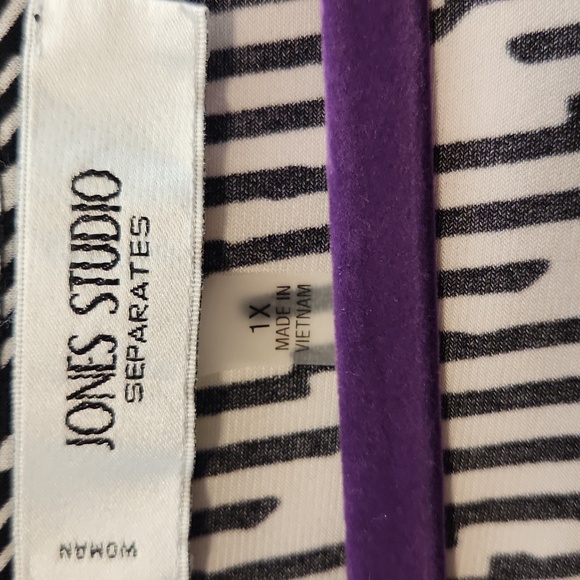 JONES STUDIO
SEPARATES
WOMAN
1X
MADE IN
VIETNAM